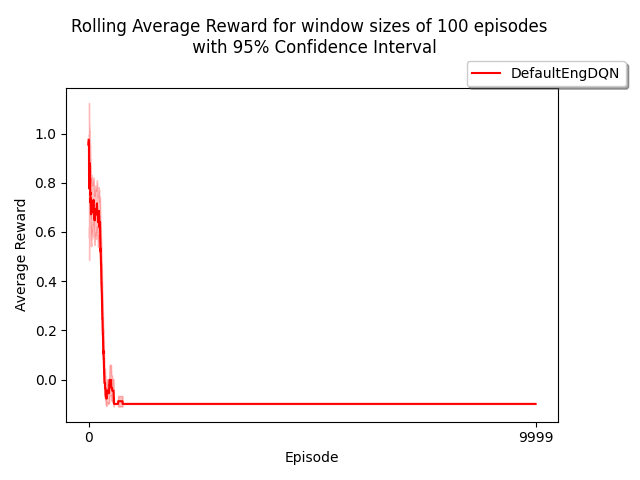 Rolling Average Reward for window sizes of 100 episodes
with 95% Confidence Interval
DefaultEngDQN
Average Reward
1.0
0.8
0.6
0.4
0.2
0.0
0
9999
Episode